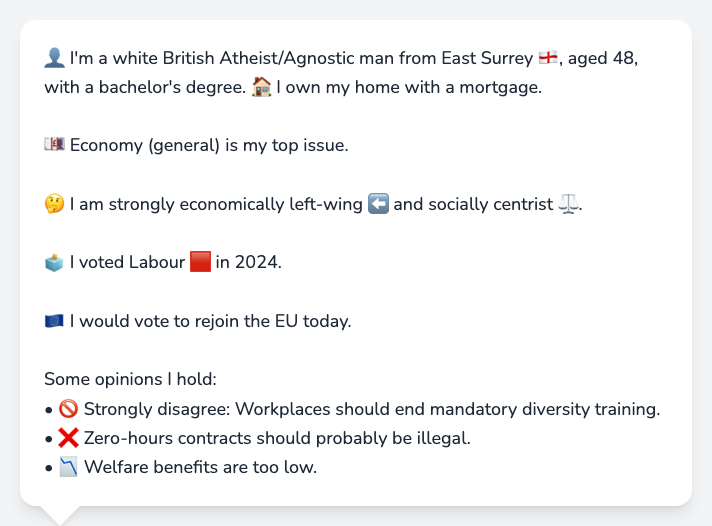 👤 I'm a white British Atheist/Agnostic man from East Surrey 🏴󠁧󠁢󠁥󠁮󠁧󠁿, aged 48,
with a bachelor's degree. 🏠 I own my home with a mortgage.
💷 Economy (general) is my top issue.
🤔 I am strongly economically left-wing ⬅️ and socially centrist ⚖️.
🗳️ I voted Labour 🟥 in 2024.
🇪🇺 I would vote to rejoin the EU today.
Some opinions I hold:
• 🚫 Strongly disagree: Workplaces should end mandatory diversity training.
• ❌ Zero-hours contracts should probably be illegal.
• 📉 Welfare benefits are too low.